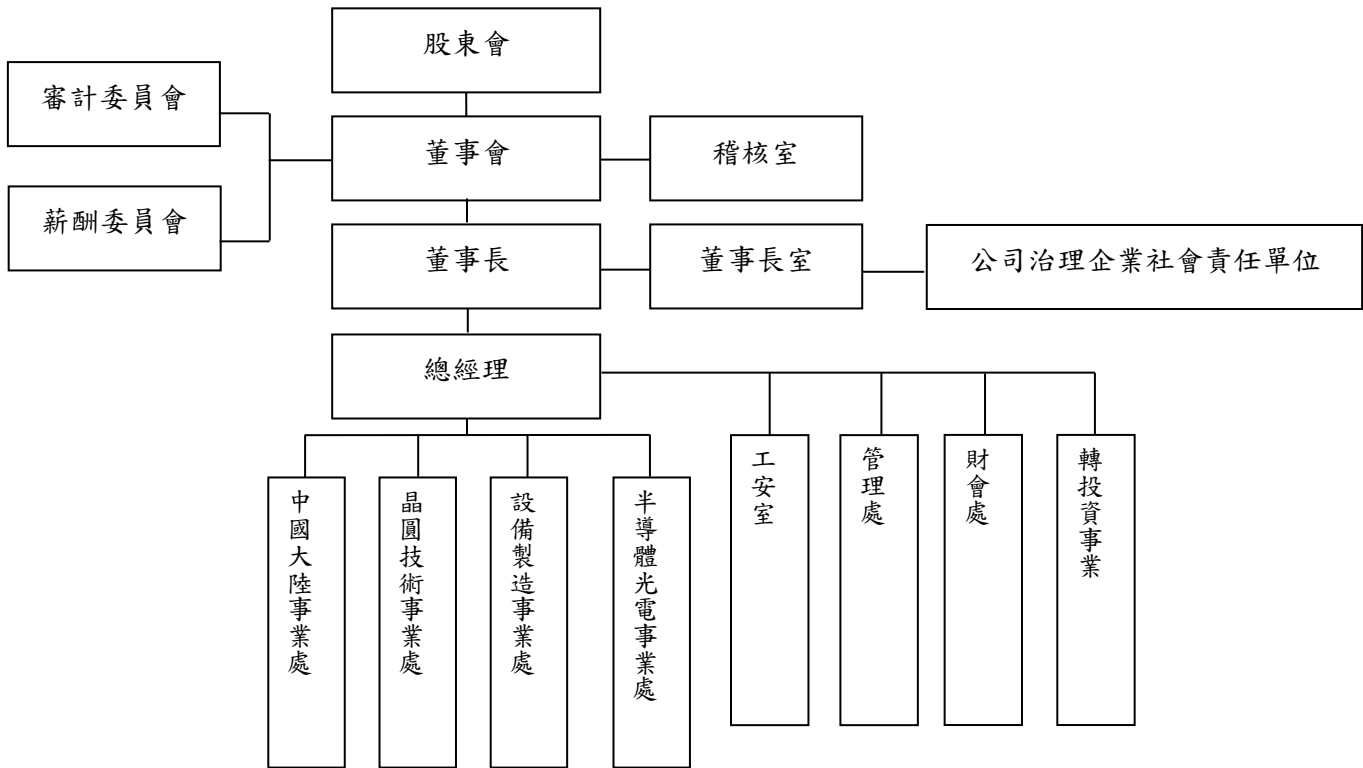 股東會
審計委員會
董事會
稽核室
薪酬委員會
董事長
董事長室
公司治理企業社會責任單位
總經理
中國大陸事業處
晶圓技術事業處
設備製造事業處
半導體光電事業處
工安室
管理處
財會處
轉投資事業